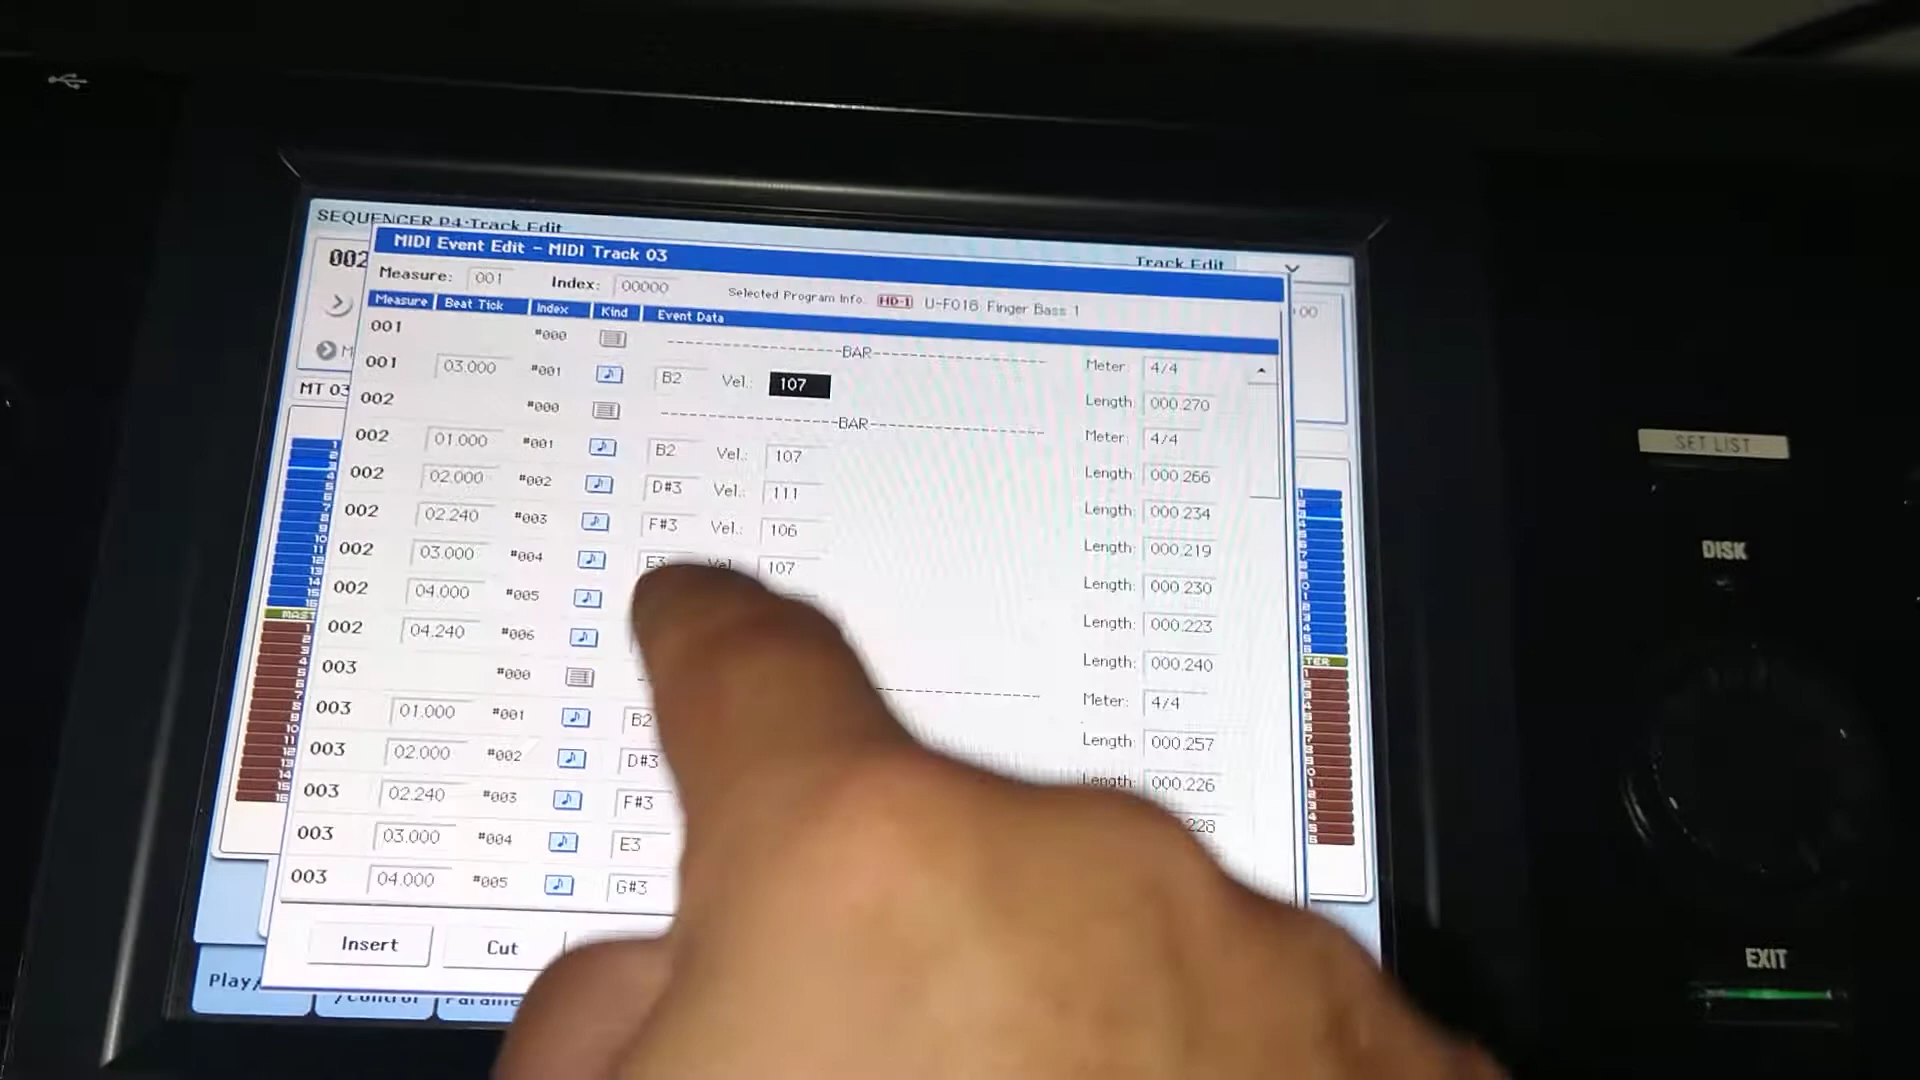 SEQUENCER P4:Track Edit
Track Edit
MIDI Event Edit - MIDI Track 03
002
Measure: 001 Index: 00000 Selected Program Info. HD-1 U-F016 Finger Bass 1
Measure Beat Tick Index Kind Event Data
001 #000 BAR Meter: 4/4
001 03.000 #001 B2 Vel.: 107 Length: 000.270
002 #000 BAR Meter: 4/4
002 01.000 #001 B2 Vel.: 107 Length: 000.266
002 02.000 #002 D#3 Vel.: 111 Length: 000.234
002 02.240 #003 F#3 Vel.: 106 Length: 000.219
002 03.000 #004 E3 Vel. 107 Length: 000.230
002 04.000 #005 Length: 000.223
002 04.240 #006 Length: 000.240
003 #000 Meter: 4/4
003 01.000 #001 B2 Length: 000.257
003 02.000 #002 D#3 Length: 000.226
003 02.240 #003 F#3 228
003 03.000 #004 E3
003 04.000 #005 G#3
MT 03
Insert Cut
Play/
/Control
SET LIST
DISK
EXIT